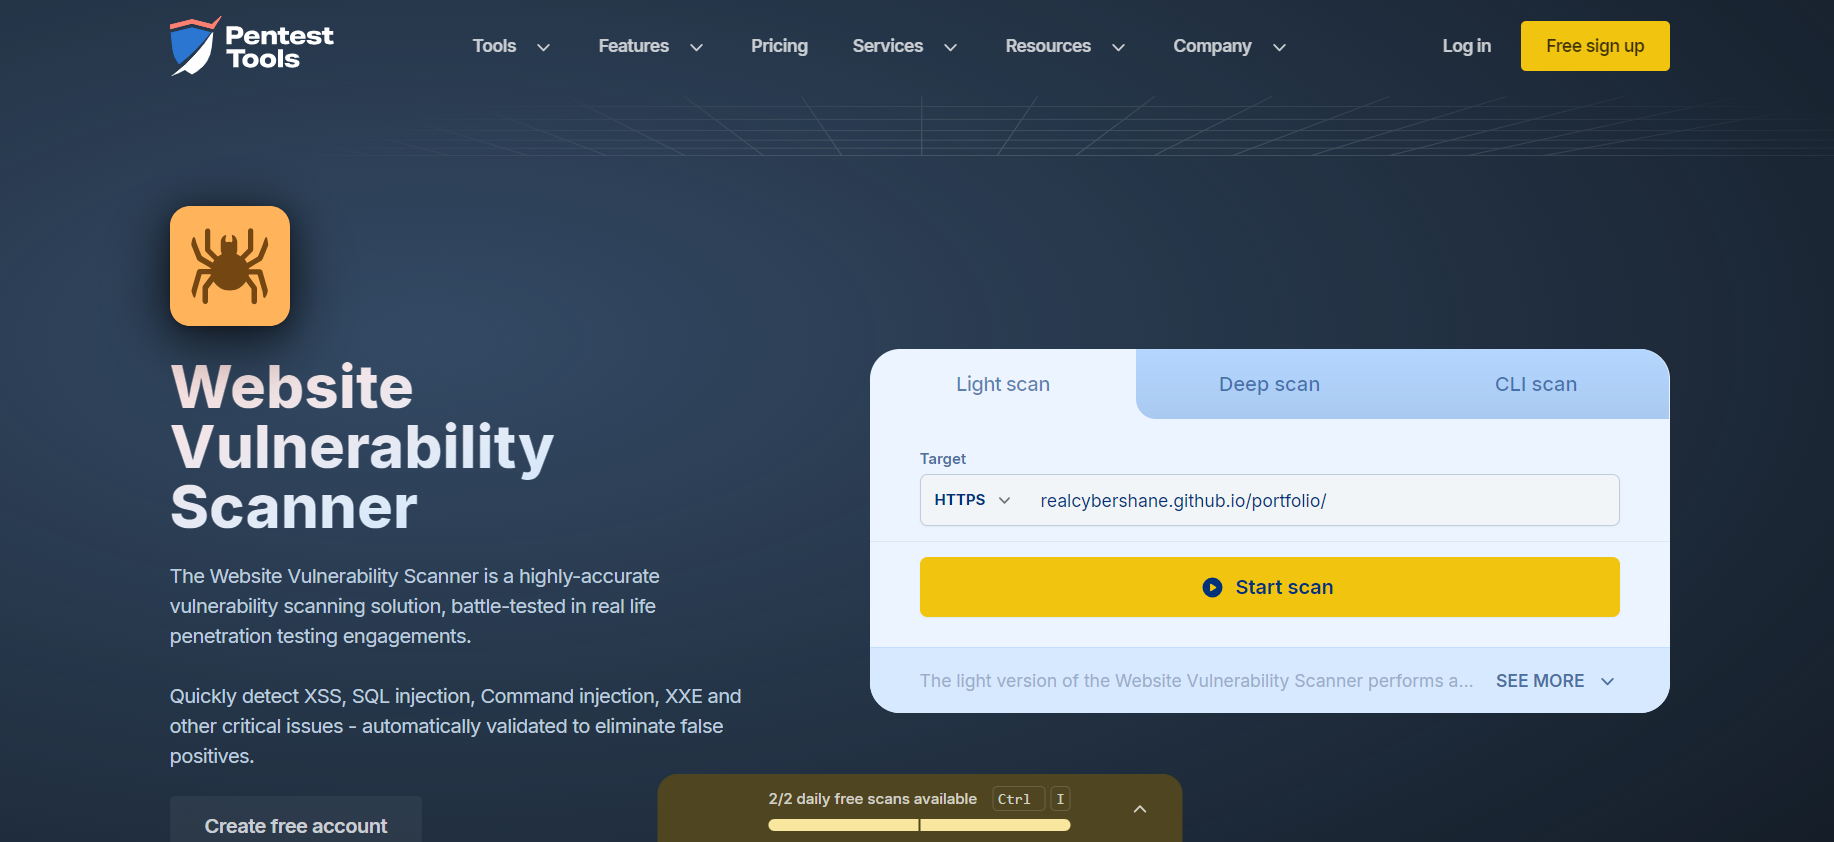 Pentest
Tools
Tools
Features
Pricing
Services
Resources
Company
Log in
Free sign up
Website
Vulnerability
Scanner
The Website Vulnerability Scanner is a highly-accurate
vulnerability scanning solution, battle-tested in real life
penetration testing engagements.
Quickly detect XSS, SQL injection, Command injection, XXE and
other critical issues - automatically validated to eliminate false
positives.
Create free account
Light scan
Deep scan
CLI scan
Target
HTTPS realcybershane.github.io/portfolio/
Start scan
The light version of the Website Vulnerability Scanner performs a... SEE MORE
2/2 daily free scans available Ctrl I